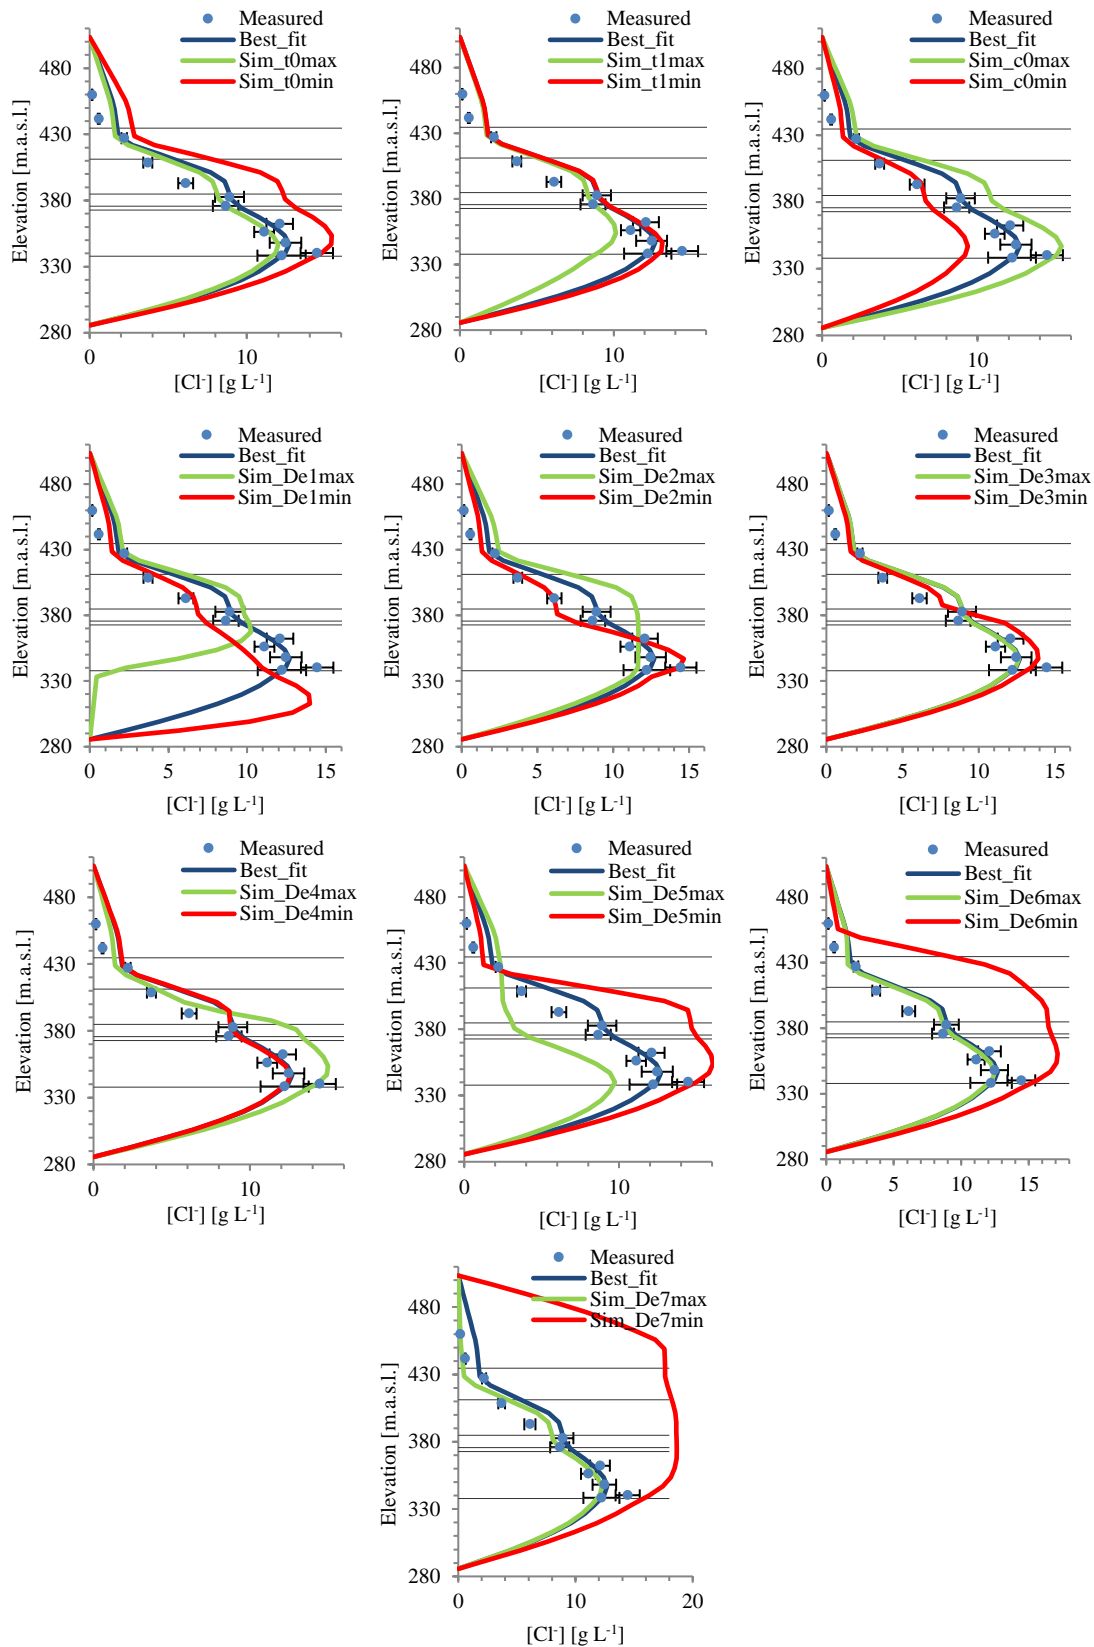 Measured
Best_fit
Sim_t0max
Sim_t0min
Elevation [m.a.s.l.]
480
430
380
330
280
0 10
[Cl-] [g L-1]
Measured
Best_fit
Sim_t1max
Sim_t1min
Elevation [m.a.s.l.]
480
430
380
330
280
0 10
[Cl-] [g L-1]
Measured
Best_fit
Sim_c0max
Sim_c0min
Elevation [m.a.s.l.]
480
430
380
330
280
0 10
[Cl-] [g L-1]
Measured
Best_fit
Sim_De1max
Sim_De1min
Elevation [m.a.s.l.]
480
430
380
330
280
0 5 10 15
[Cl-] [g L-1]
Measured
Best_fit
Sim_De2max
Sim_De2min
Elevation [m.a.s.l.]
480
430
380
330
280
0 5 10 15
[Cl-] [g L-1]
Measured
Best_fit
Sim_De3max
Sim_De3min
Elevation [m.a.s.l.]
480
430
380
330
280
0 5 10 15
[Cl-] [g L-1]
Measured
Best_fit
Sim_De4max
Sim_De4min
Elevation [m.a.s.l.]
480
430
380
330
280
0 10
[Cl-] [g L-1]
Measured
Best_fit
Sim_De5max
Sim_De5min
Elevation [m.a.s.l.]
480
430
380
330
280
0 10
[Cl-] [g L-1]
Measured
Best_fit
Sim_De6max
Sim_De6min
Elevation [m.a.s.l.]
480
430
380
330
280
0 5 10 15
[Cl-] [g L-1]
Measured
Best_fit
Sim_De7max
Sim_De7min
Elevation [m.a.s.l.]
480
430
380
330
280
0 10 20
[Cl-] [g L-1]